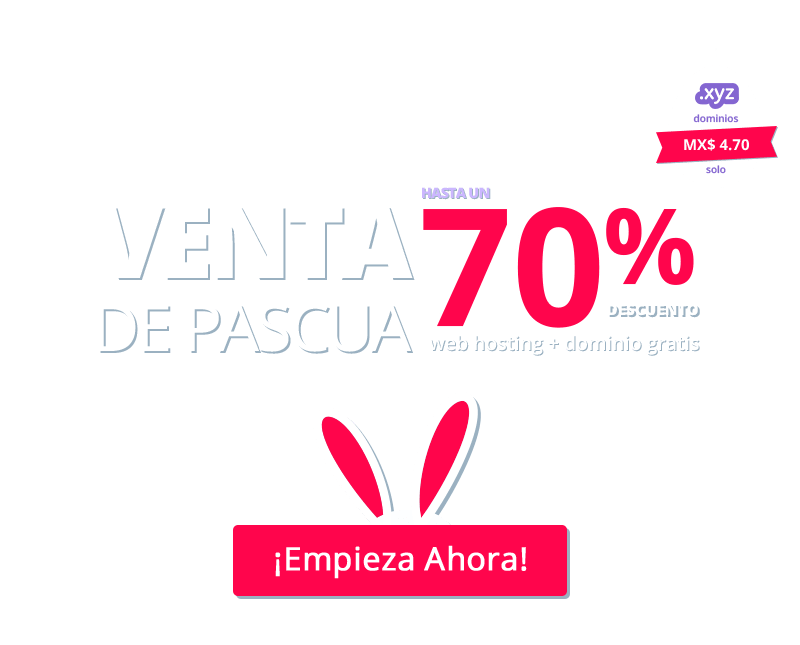 .xyz
dominios
MX$ 4.70
solo
HASTA UN
VENTA
70%
DE PASCUA
DESCUENTO
web hosting + dominio gratis
¡Empieza Ahora!